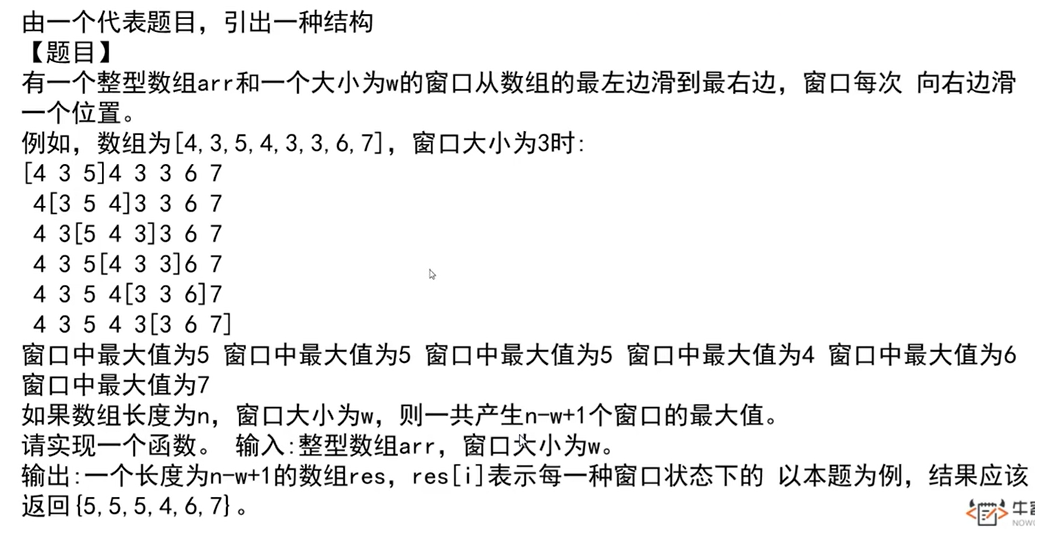 由一个代表题目，引出一种结构
【题目】
有一个整型数组arr和一个大小为w的窗口从数组的最左边滑到最右边，窗口每次 向右边滑
一个位置。
例如，数组为[4,3,5,4,3,3,6,7]，窗口大小为3时:
[4 3 5]4 3 3 6 7
4[3 5 4]3 3 6 7
4 3[5 4 3]3 6 7
4 3 5[4 3 3]6 7
4 3 5 4[3 3 6]7
4 3 5 4 3[3 6 7]
窗口中最大值为5 窗口中最大值为5 窗口中最大值为5 窗口中最大值为4 窗口中最大值为6
窗口中最大值为7
如果数组长度为n，窗口大小为w，则一共产生n-w+1个窗口的最大值。
请实现一个函数。 输入:整型数组arr，窗口大小为w。
输出:一个长度为n-w+1的数组res，res[i]表示每一种窗口状态下的 以本题为例，结果应该
返回{5,5,5,4,6,7}。
牛
NOW